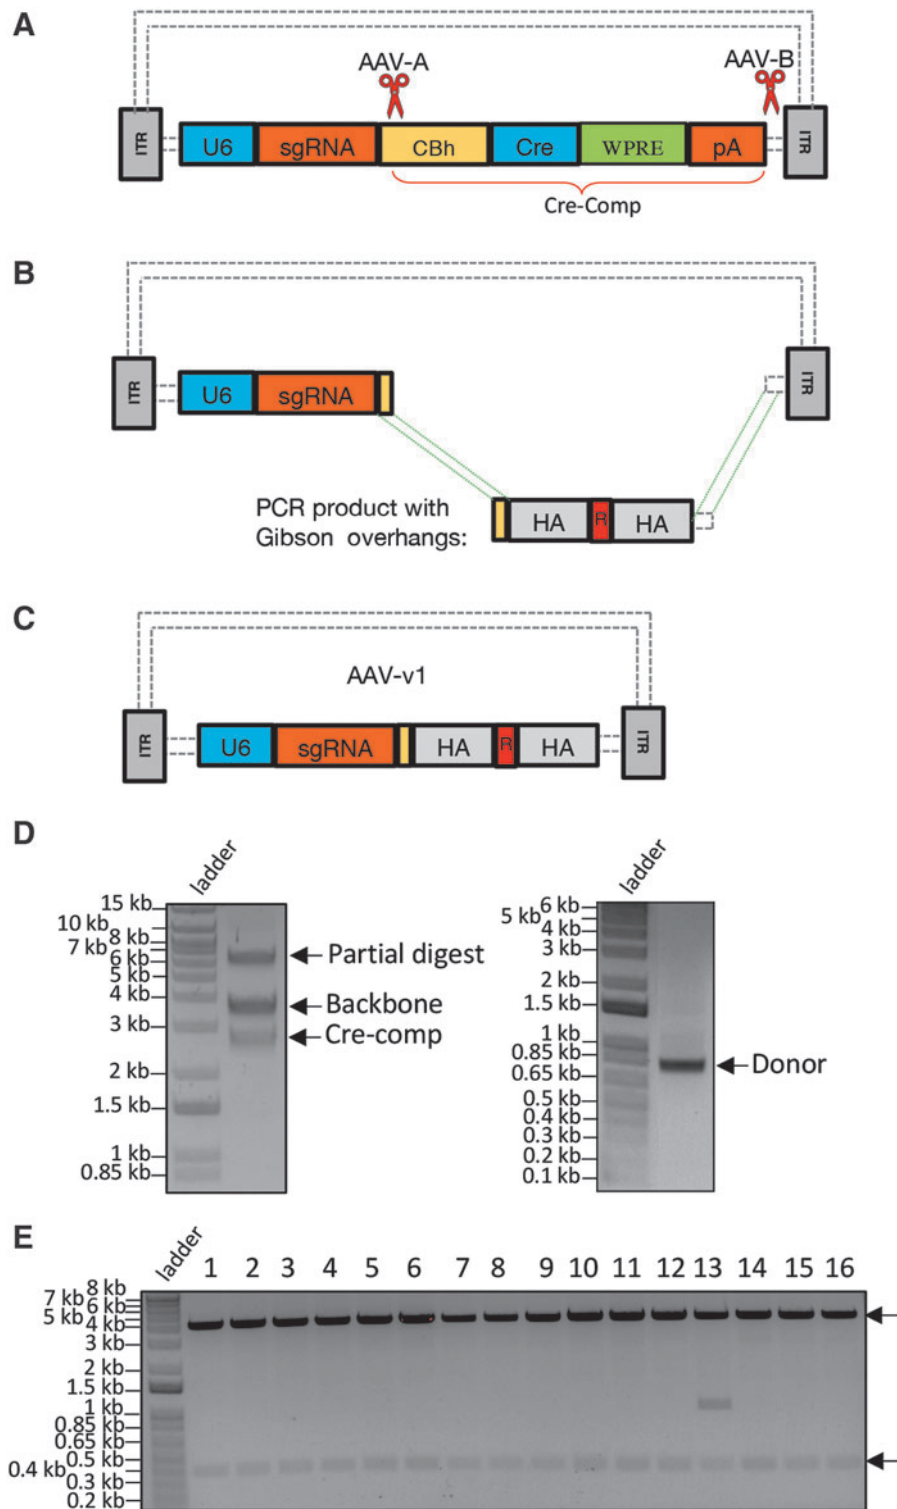 A
AAV-A
AAV-B
ITR
U6
sgRNA
CBh
Cre
WPRE
pA
ITR
Cre-Comp
B
ITR
U6
sgRNA
ITR
PCR product with
Gibson overhangs:
HA
R
HA
C
AAV-v1
ITR
U6
sgRNA
HA
R
HA
ITR
D
ladder
15 kb
10 kb
8 kb
7 kb
6 kb
5 kb
4 kb
3 kb
2 kb
1.5 kb
1 kb
0.85 kb
Partial digest
Backbone
Cre-comp
ladder
6 kb
5 kb
4 kb
3 kb
2 kb
1.5 kb
1 kb
0.85 kb
0.65 kb
0.5 kb
0.4 kb
0.3 kb
0.2 kb
0.1 kb
Donor
E
ladder
1 2 3 4 5 6 7 8 9 10 11 12 13 14 15 16
8 kb
7 kb
6 kb
5 kb
4 kb
3 kb
2 kb
1.5 kb
1 kb
0.85 kb
0.65 kb
0.5 kb
0.4 kb
0.3 kb
0.2 kb